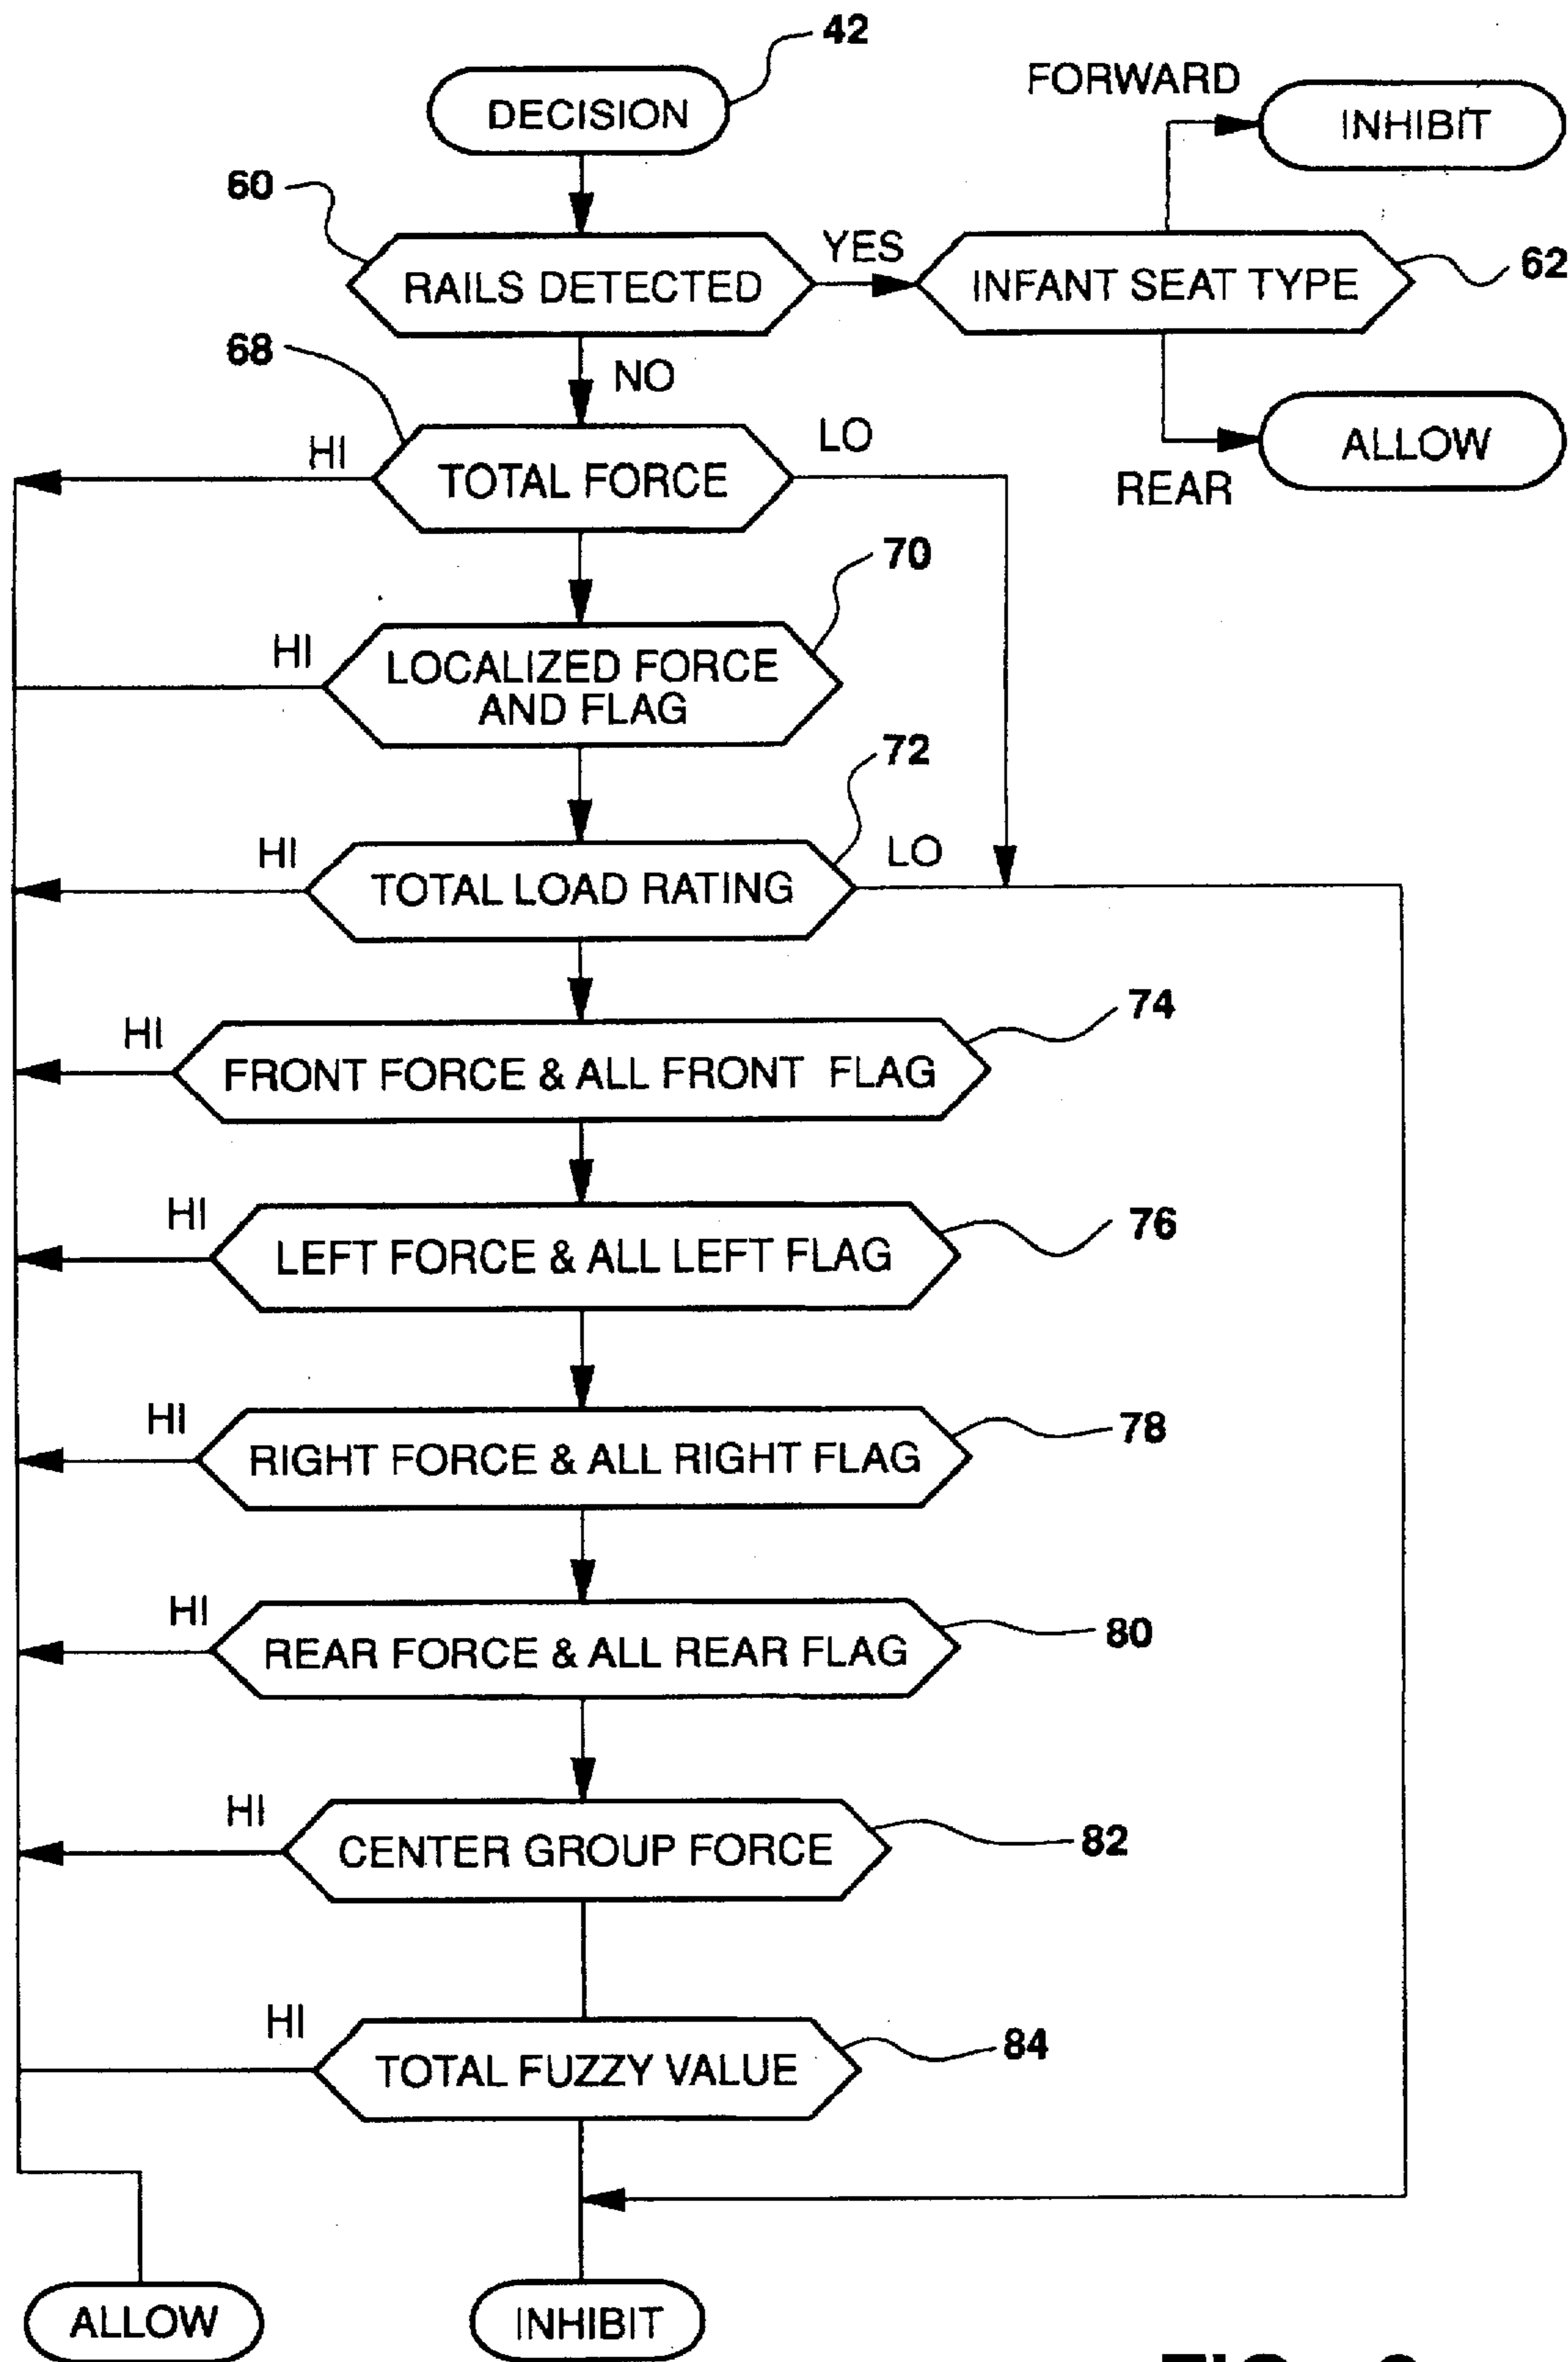 42
DECISION
FORWARD
INHIBIT
60
RAILS DETECTED
YES
INFANT SEAT TYPE
62
68
NO
HI
TOTAL FORCE
LO
REAR
ALLOW
70
HI
LOCALIZED FORCE
AND FLAG
72
HI
TOTAL LOAD RATING
LO
74
HI
FRONT FORCE & ALL FRONT FLAG
76
HI
LEFT FORCE & ALL LEFT FLAG
78
HI
RIGHT FORCE & ALL RIGHT FLAG
80
HI
REAR FORCE & ALL REAR FLAG
HI
CENTER GROUP FORCE
82
HI
TOTAL FUZZY VALUE
84
ALLOW
INHIBIT